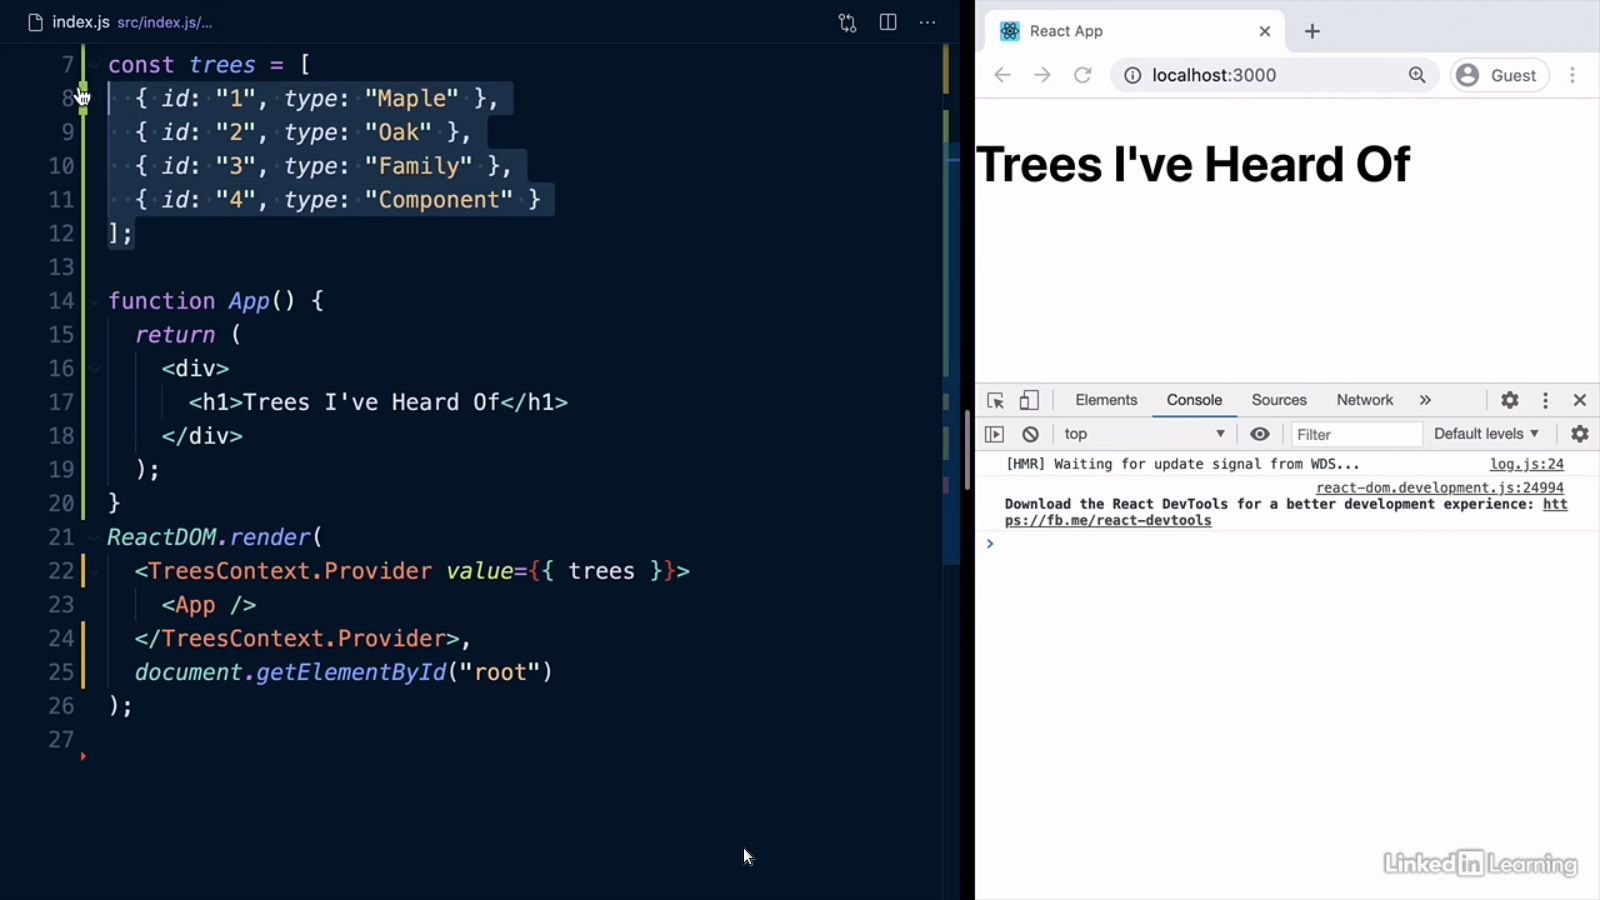 index.js src/index.js/...
7 const trees = [
8 { id: "1", type: "Maple" },
9 { id: "2", type: "Oak" },
10 { id: "3", type: "Family" },
11 { id: "4", type: "Component" }
12 ];
13
14 function App() {
15 return (
16 <div>
17 <h1>Trees I've Heard Of</h1>
18 </div>
19 );
20 }
21 ReactDOM.render(
22 <TreesContext.Provider value={{ trees }}>
23 <App />
24 </TreesContext.Provider>,
25 document.getElementById("root")
26 );
27
React App
localhost:3000 Guest
Trees I've Heard Of
Elements Console Sources Network »
top Filter Default levels
[HMR] Waiting for update signal from WDS... log.js:24
react-dom.development.js:24994
Download the React DevTools for a better development experience: htt
ps://fb.me/react-devtools
Linked in Learning